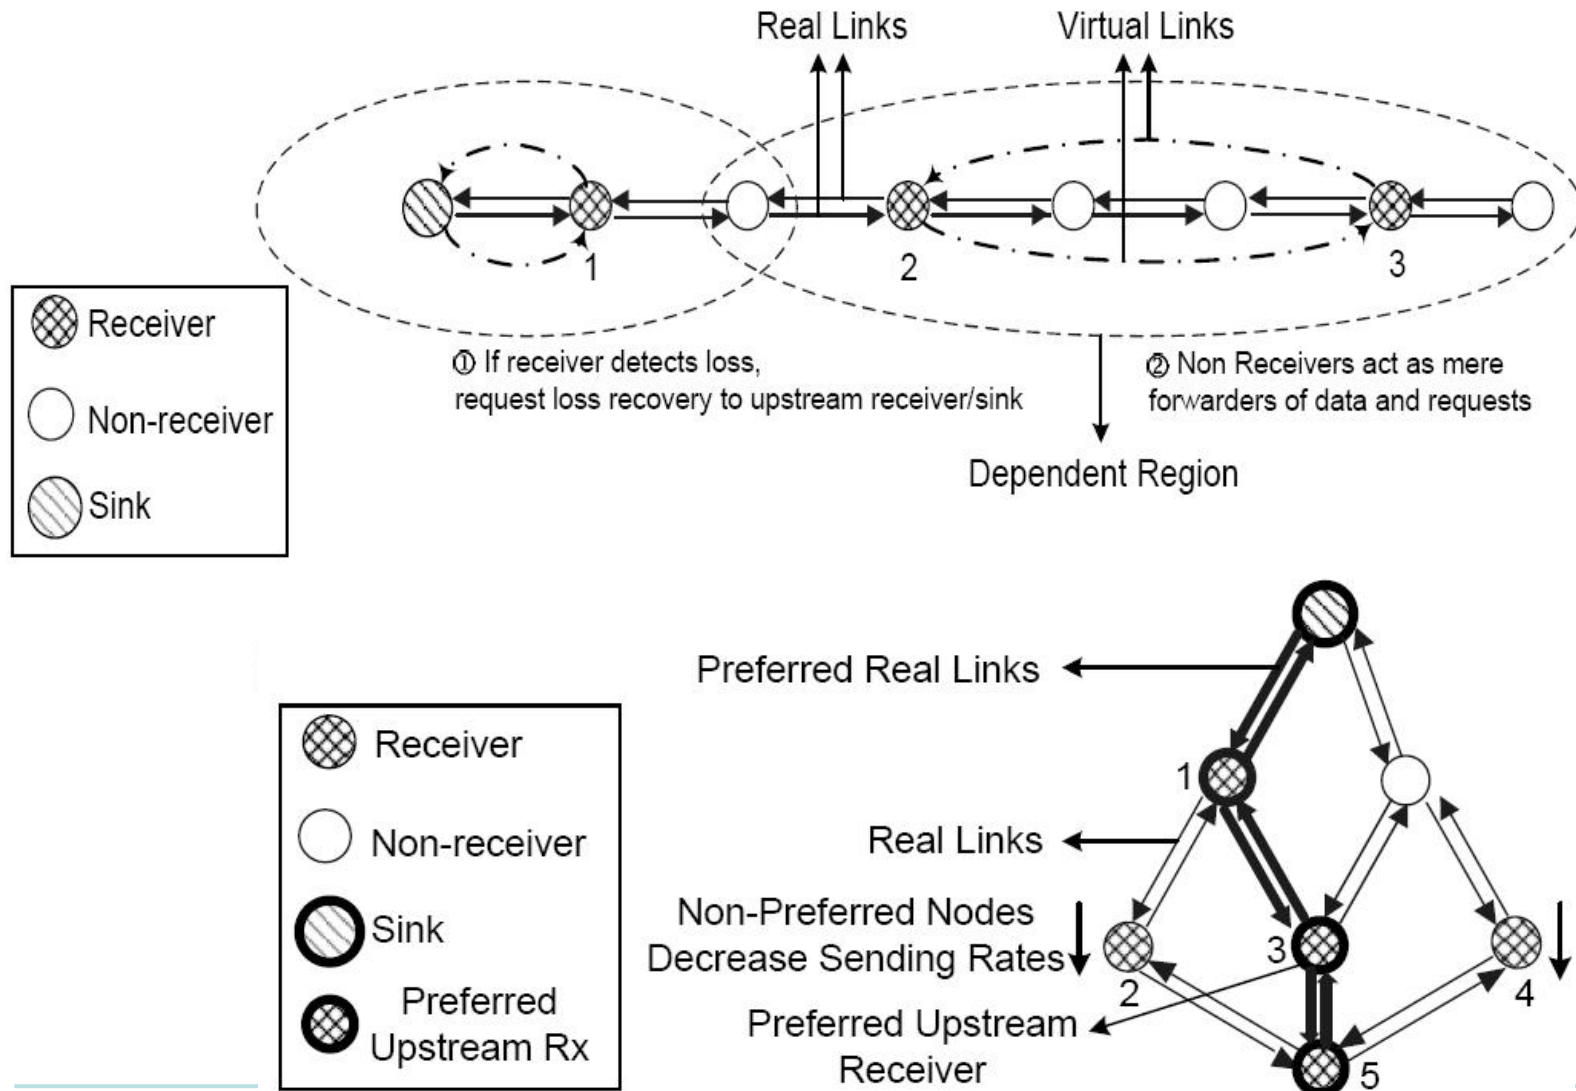 Real Links
Virtual Links
1
2
3
Receiver
Non-receiver
Sink
① If receiver detects loss,
request loss recovery to upstream receiver/sink
② Non Receivers act as mere
forwarders of data and requests
Dependent Region
Receiver
Non-receiver
Sink
Preferred
Upstream Rx
Preferred Real Links
1
Real Links
Non-Preferred Nodes
Decrease Sending Rates
2
3
4
Preferred Upstream
Receiver
5